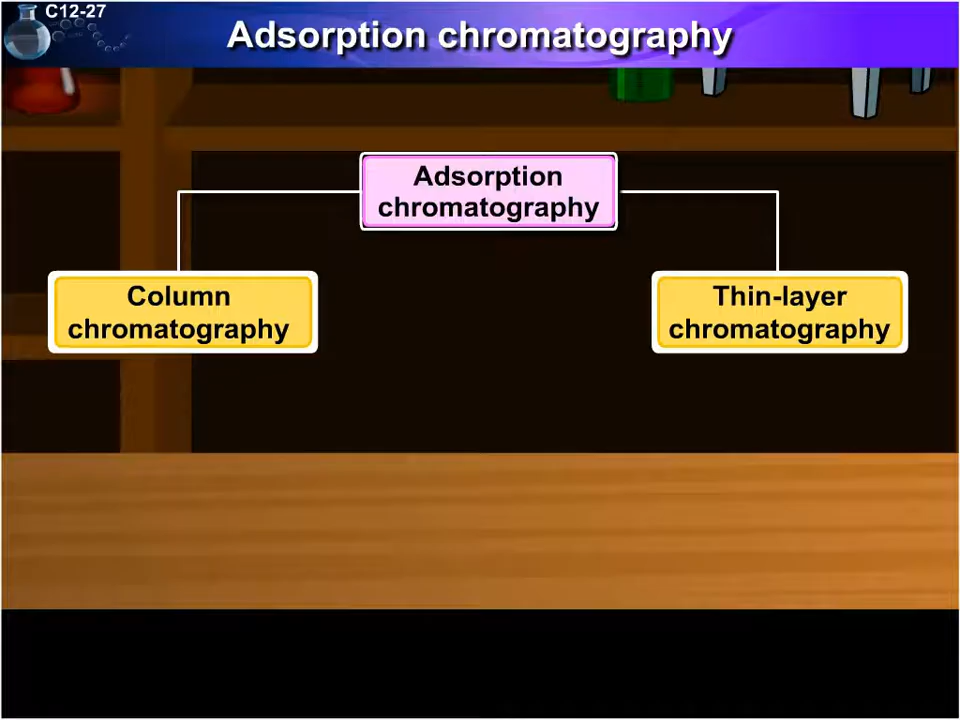 C12-27
Adsorption chromatography
Adsorption
chromatography
Column
chromatography
Thin-layer
chromatography